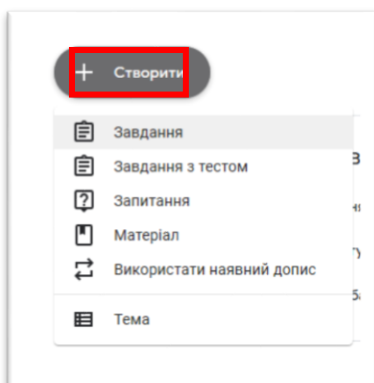 + Створити
Завдання
Завдання з тестом
Запитання
Матеріал
Використати наявний допис
Тема